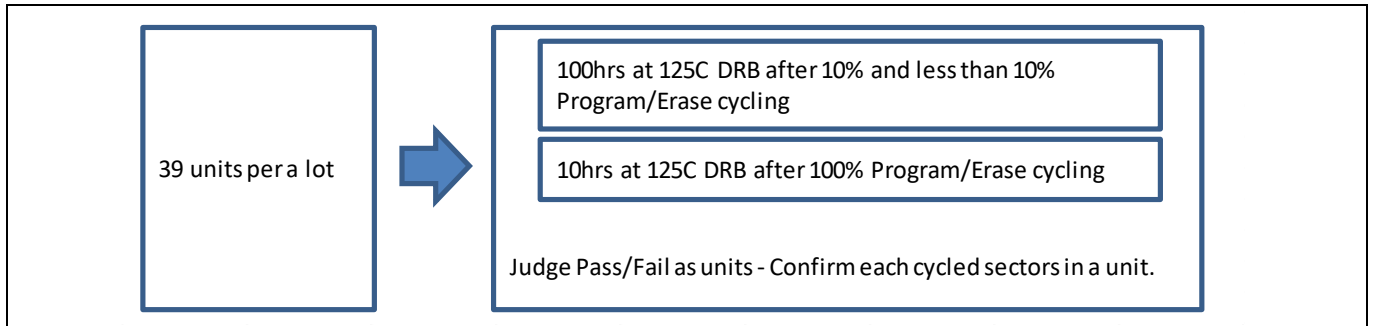 39 units per a lot
100hrs at 125C DRB after 10% and less than 10%
Program/Erase cycling
10hrs at 125C DRB after 100% Program/Erase cycling
Judge Pass/Fail as units - Confirm each cycled sectors in a unit.